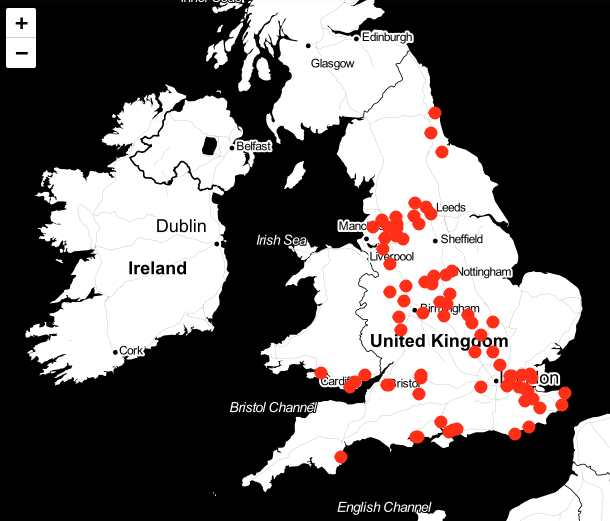 +
−
Inner Seas
Edinburgh
Glasgow
Belfast
Dublin
Leeds
Irish Sea
Sheffield
Liverpool
Ireland
Nottingham
Birmingham
United Kingdom
Cork
Cardiff
Bristol
London
Bristol Channel
English Channel